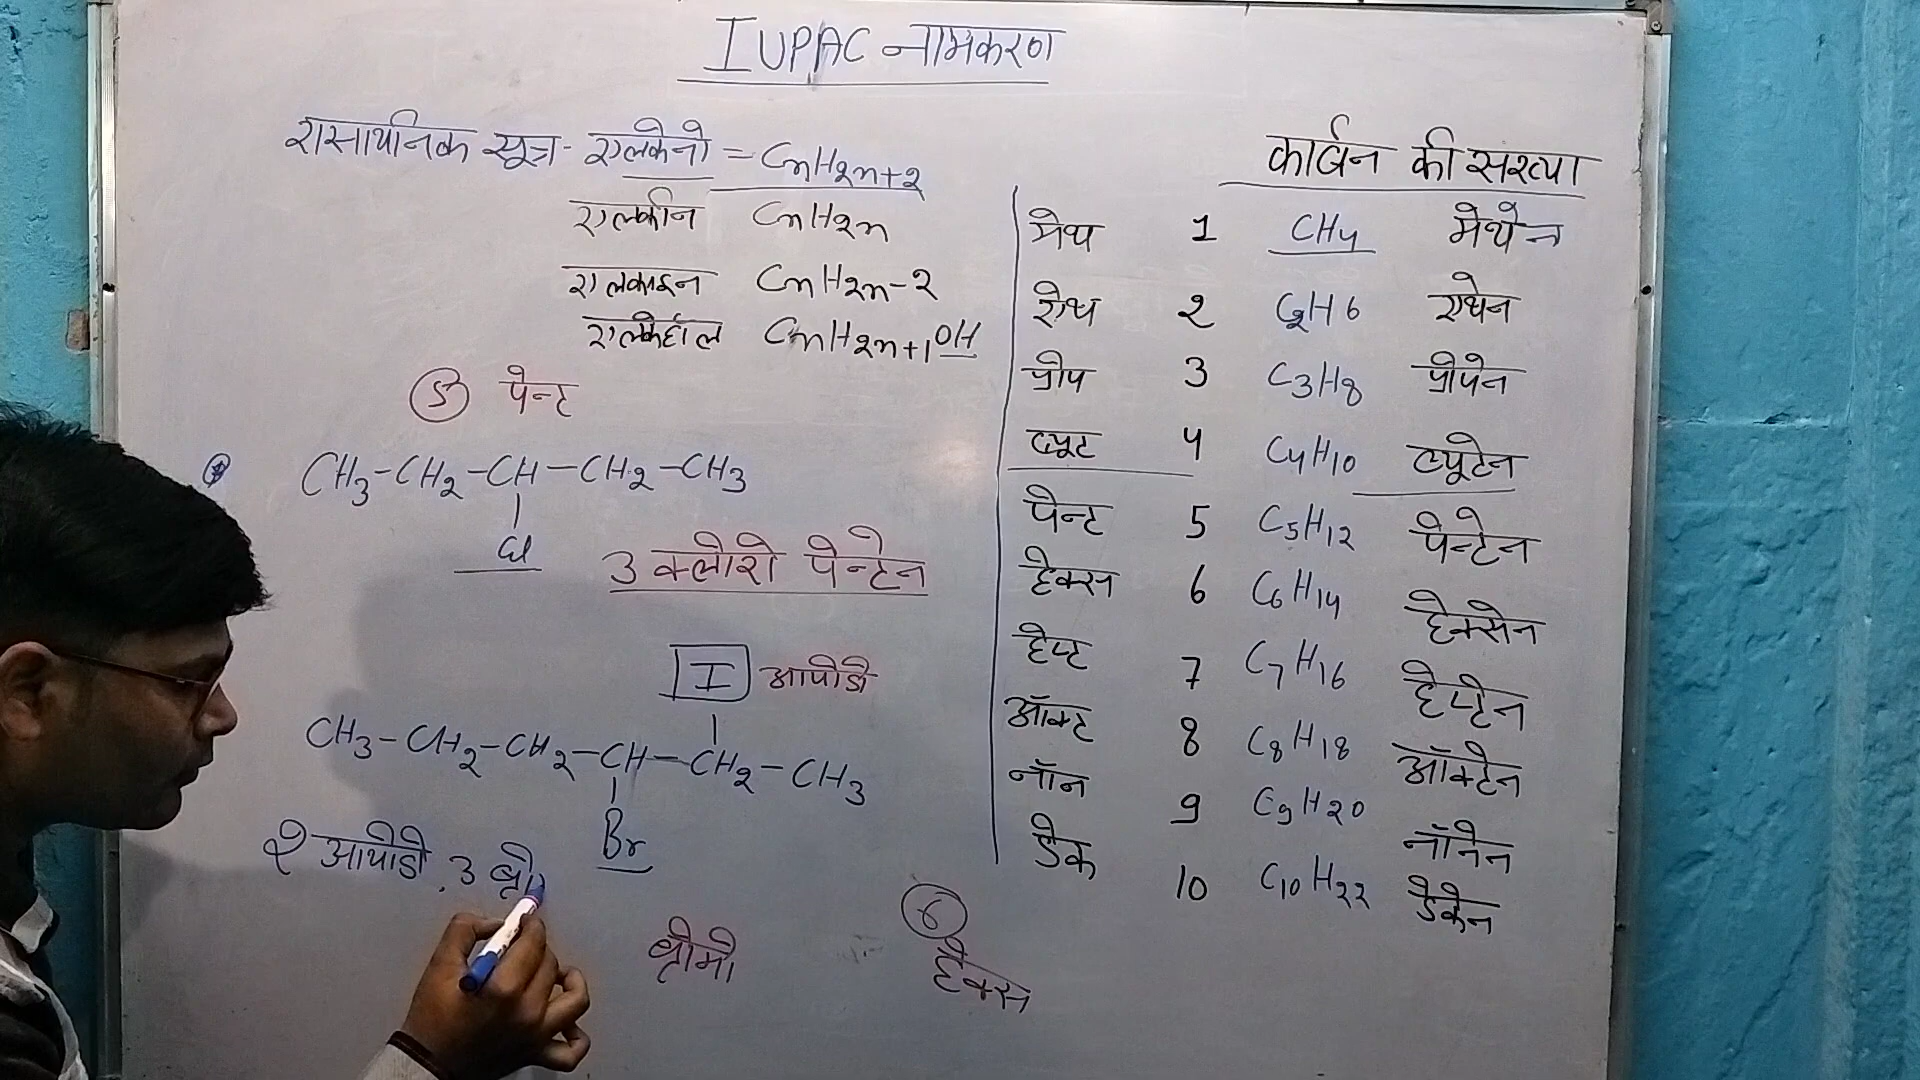 IUPAC नामकरण
रासायनिक सूत्र - एल्केनो = CnH2n+2
एल्कीन CnH2n
एल्काइन CnH2n-2
एल्कोहॉल CnH2n+1OH
5 पेन्ट
CH3-CH2-CH-CH2-CH3
Cl
3 क्लोरो पेन्टेन
I आयोडो
CH3-CH2-CH2-CH-CH2-CH3
Br
2 आयोडो, 3 ब्रो
ब्रोमो
6
हेक्स
कार्बन की संख्या
मेथ 1 CH4 मेथेन
एथ 2 C2H6 एथेन
प्रोप 3 C3H8 प्रोपेन
ब्यूट 4 C4H10 ब्यूटेन
पेन्ट 5 C5H12 पेन्टेन
हेक्स 6 C6H14 हेक्सेन
हेप्ट 7 C7H16 हेप्टेन
ऑक्ट 8 C8H18 ऑक्टेन
नॉन 9 C9H20 नॉनेन
डेक 10 C10H22 डेकेन